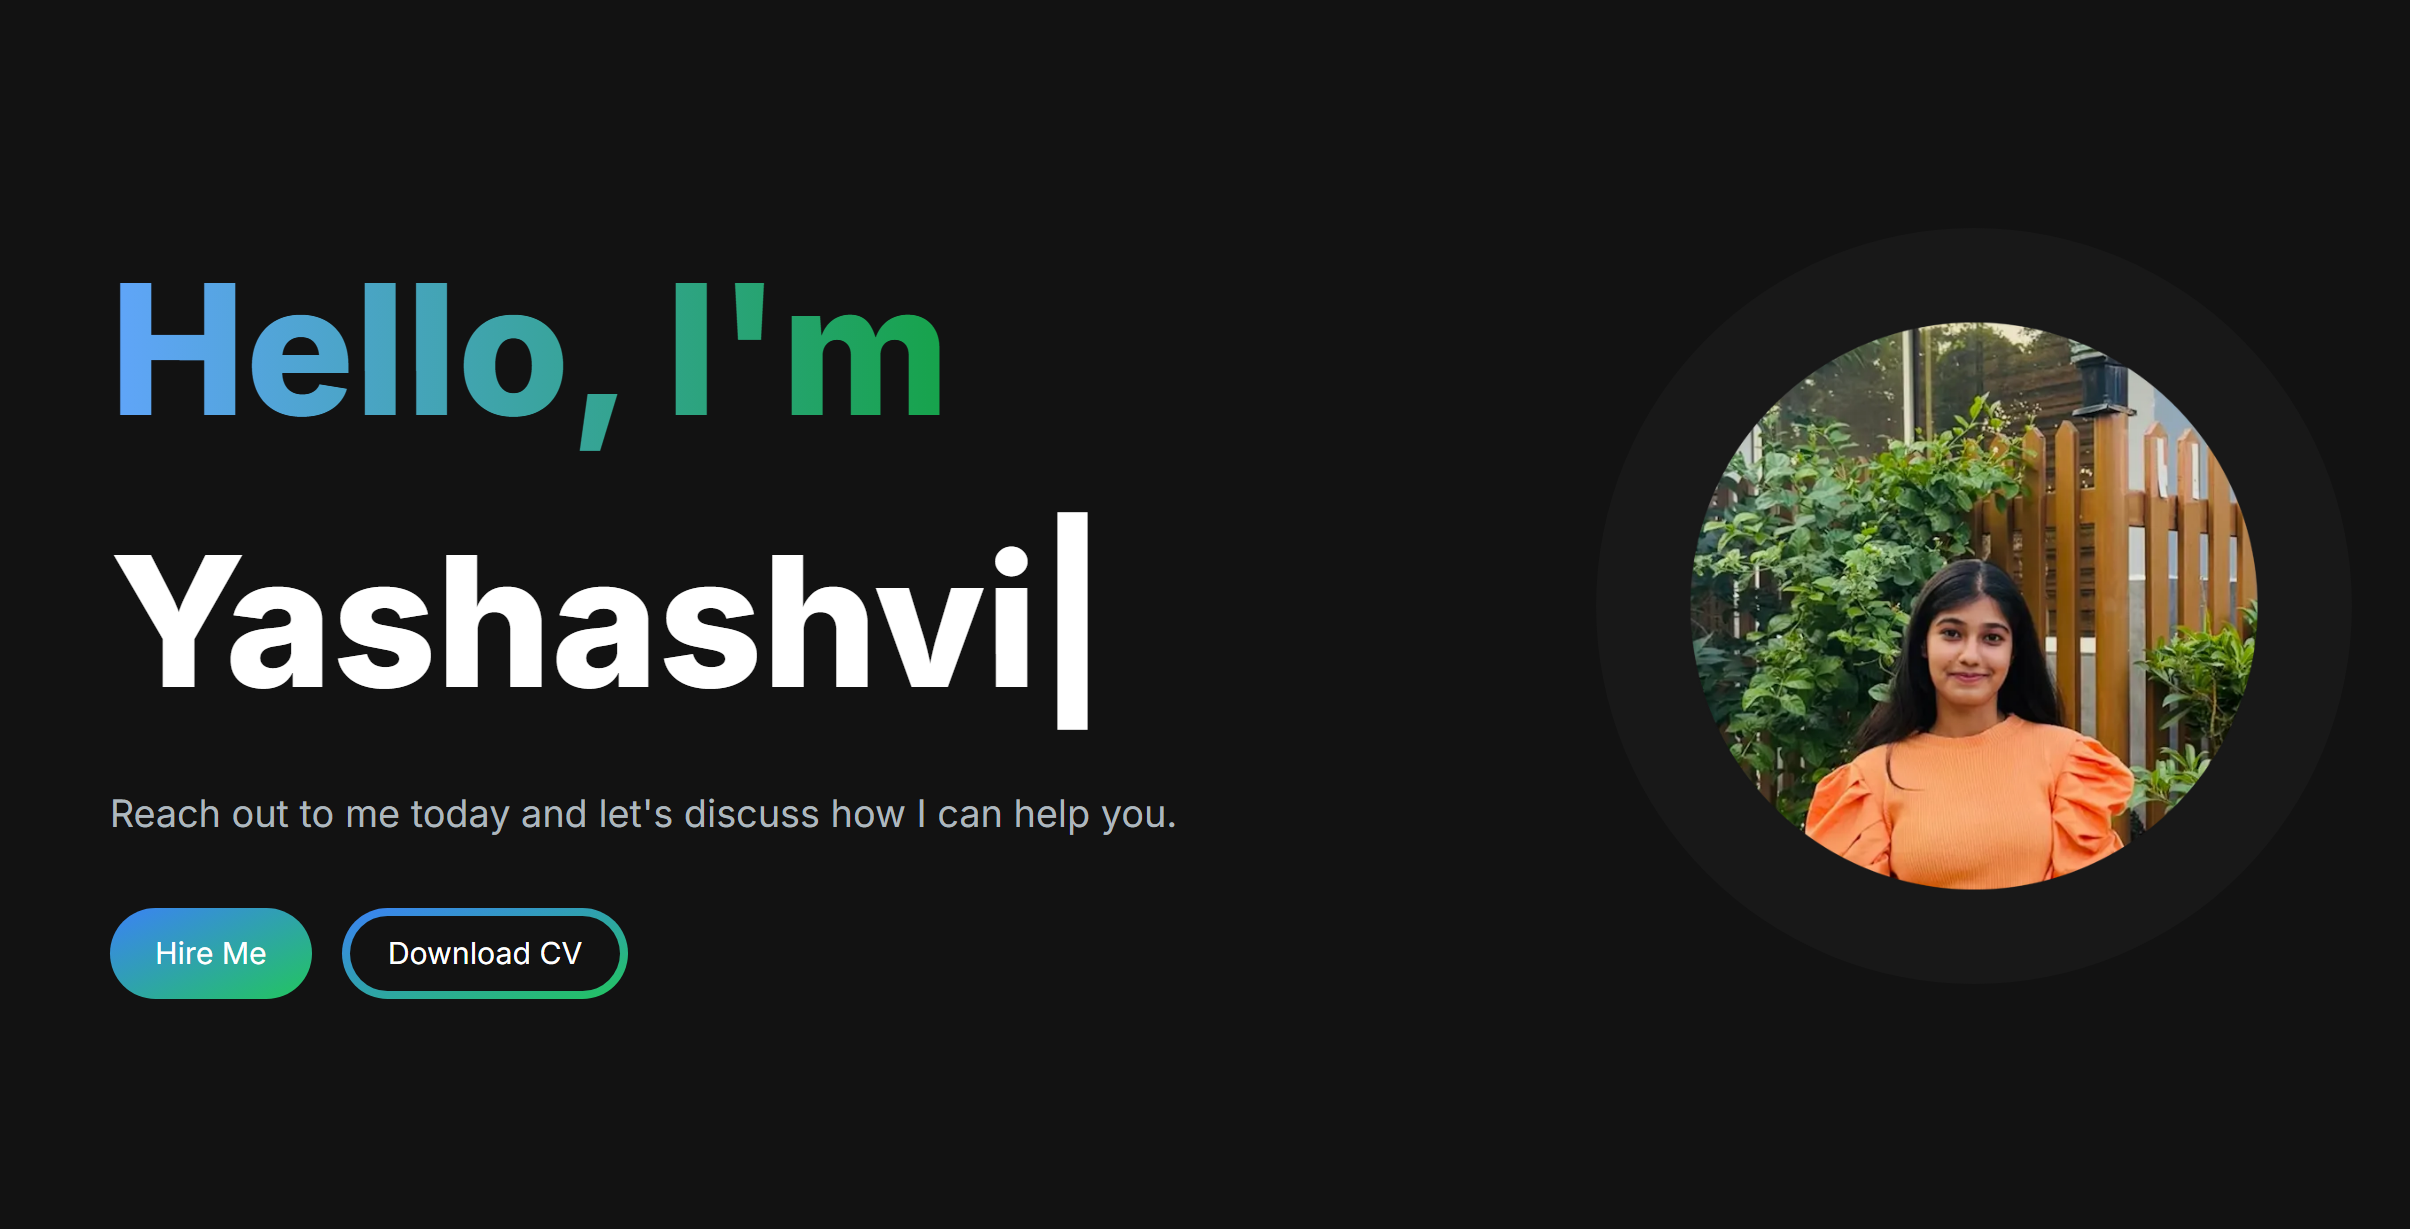 Hello, I'm
Yashashvi
Reach out to me today and let's discuss how I can help you.
Hire Me
Download CV